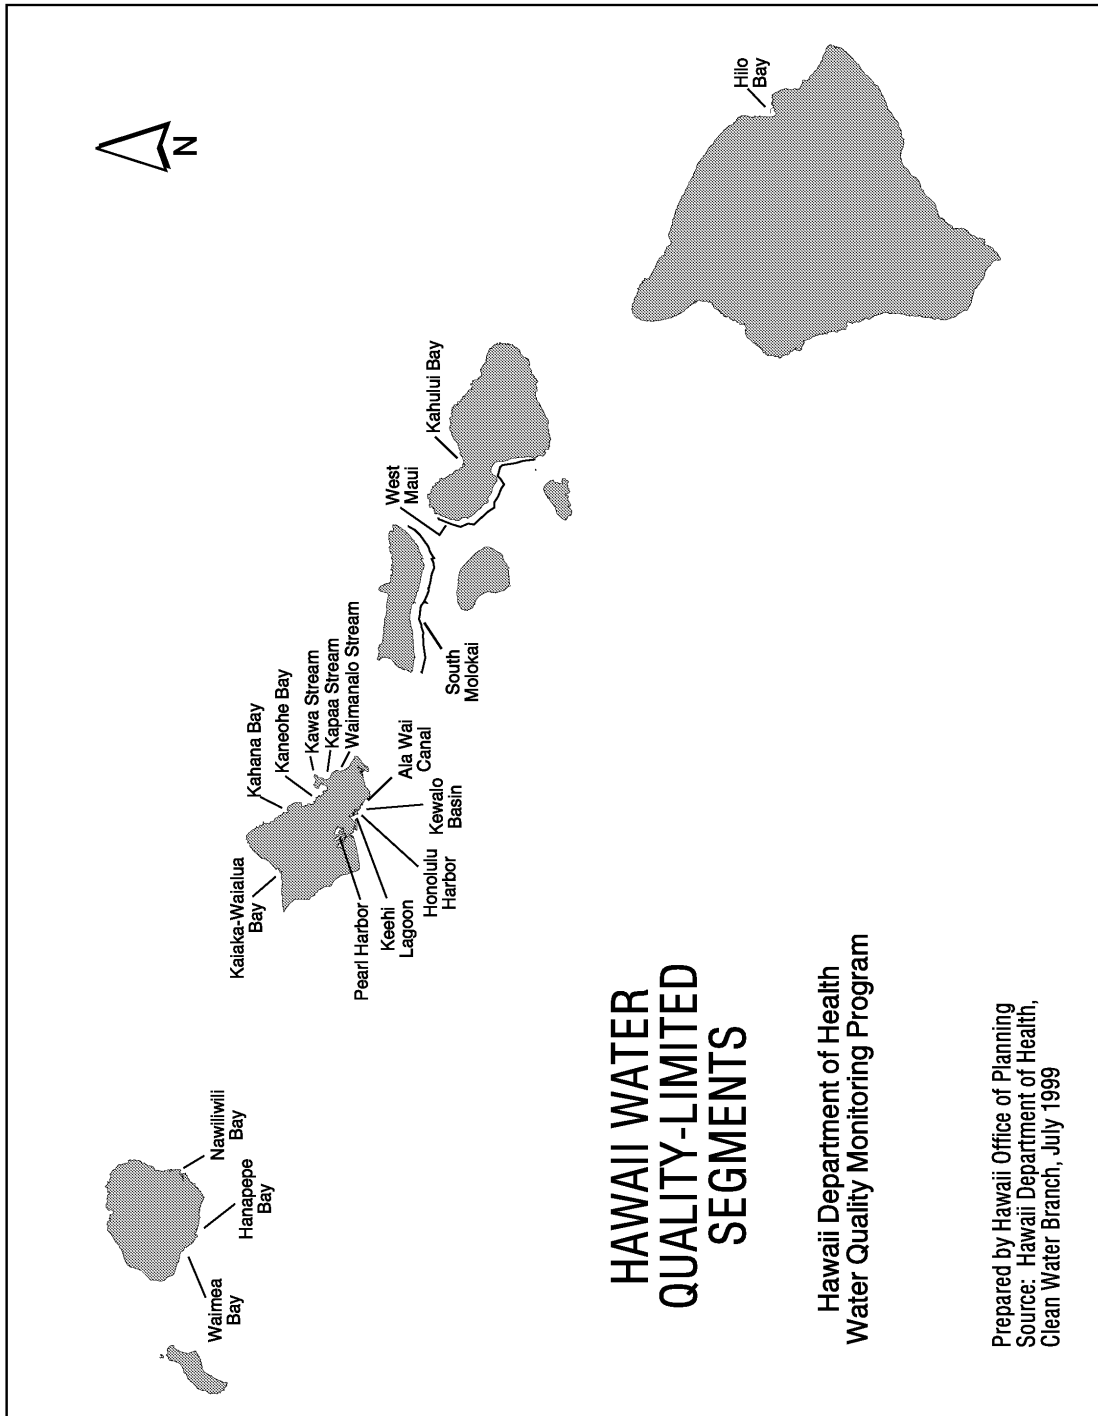 N
Waimea
Bay
Hanapepe
Bay
Nawiliwili
Bay
Kaiaka-Waialua
Bay
Kahana Bay
Kaneohe Bay
Kawa Stream
Kapaa Stream
Waimanalo Stream
Pearl Harbor
Keehi
Lagoon
Honolulu
Harbor
Kewalo
Basin
Ala Wai
Canal
South
Molokai
West
Maui
Kahului Bay
Hilo
Bay
HAWAII WATER
QUALITY-LIMITED
SEGMENTS
Hawaii Department of Health
Water Quality Monitoring Program
Prepared by Hawaii Office of Planning
Source: Hawaii Department of Health,
Clean Water Branch, July 1999